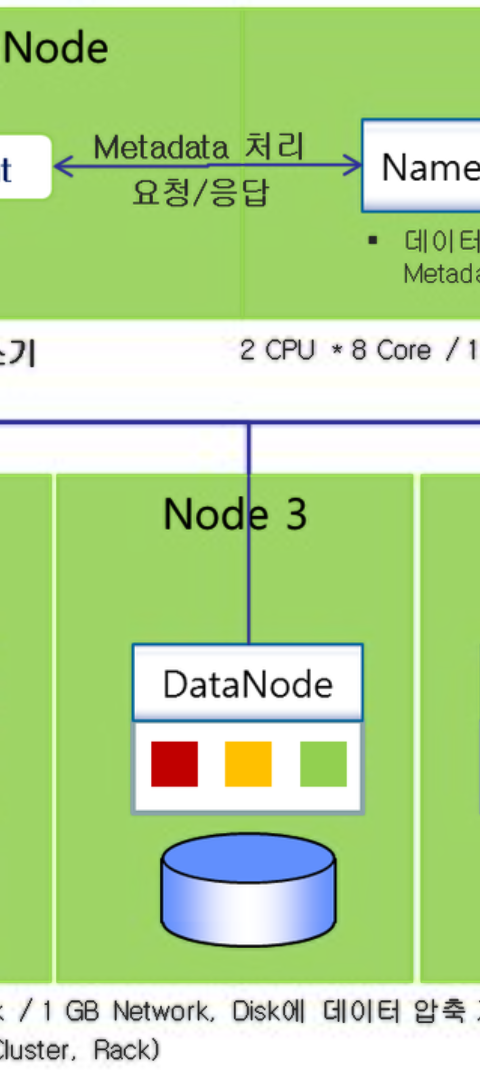 Node
Metadata 처리
요청/응답
Name
▪ 데이터
Metada
2 CPU * 8 Core / 1
Node 3
DataNode
/ 1 GB Network, Disk에 데이터 압축
Cluster, Rack)